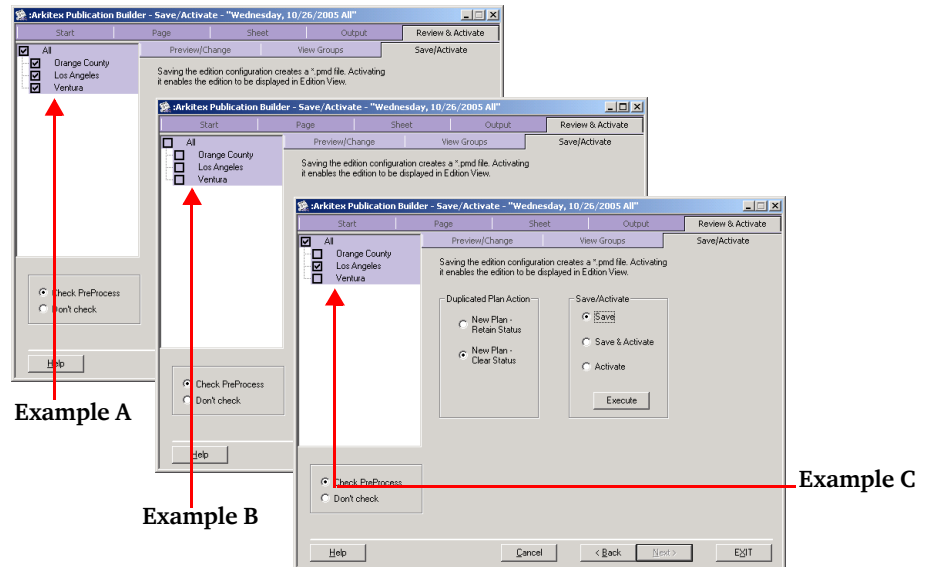 :Arkitex Publication Builder - Save/Activate - "Wednesday, 10/26/2005 All"
Start Page Sheet Output Review & Activate
Preview/Change View Groups Save/Activate
All
Orange County
Los Angeles
Ventura
Saving the edition configuration creates a *.pmd file. Activating
it enables the edition to be displayed in Edition View.
Check PreProcess
Don't check
Help
Example A
:Arkitex Publication Builder - Save/Activate - "Wednesday, 10/26/2005 All"
Start Page Sheet Output Review & Activate
Preview/Change View Groups Save/Activate
All
Orange County
Los Angeles
Ventura
Saving the edition configuration creates a *.pmd file. Activating
it enables the edition to be displayed in Edition View.
Check PreProcess
Don't check
Help
Example B
:Arkitex Publication Builder - Save/Activate - "Wednesday, 10/26/2005 All"
Start Page Sheet Output Review & Activate
Preview/Change View Groups Save/Activate
All
Orange County
Los Angeles
Ventura
Saving the edition configuration creates a *.pmd file. Activating
it enables the edition to be displayed in Edition View.
Duplicated Plan Action
New Plan -
Retain Status
New Plan -
Clear Status
Save/Activate
Save
Save & Activate
Activate
Execute
Check PreProcess
Don't check
Help Cancel < Back Next > EXIT
Example C